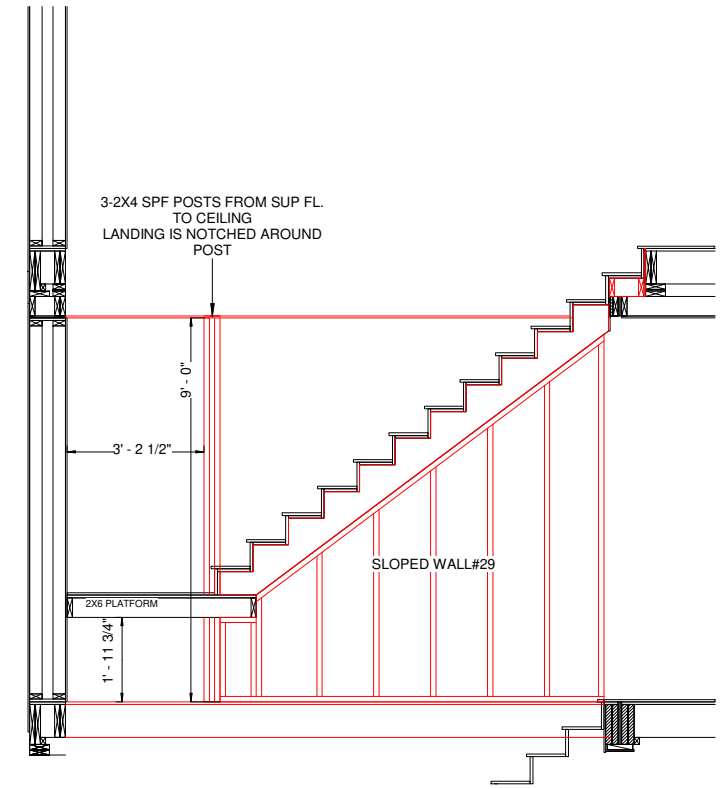 3-2X4 SPF POSTS FROM SUP FL.
TO CEILING
LANDING IS NOTCHED AROUND
POST
9' - 0"
3' - 2 1/2"
SLOPED WALL#29
2X6 PLATFORM
1' - 11 3/4"